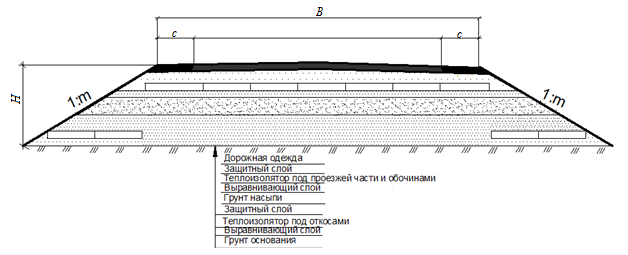 B
c
c
H
1:m
1:m
Дорожная одежда
Защитный слой
Теплоизолятор под проезжей части и обочинами
Выравнивающий слой
Грунт насыпи
Защитный слой
Теплоизолятор под откосами
Выравнивающий слой
Грунт основания